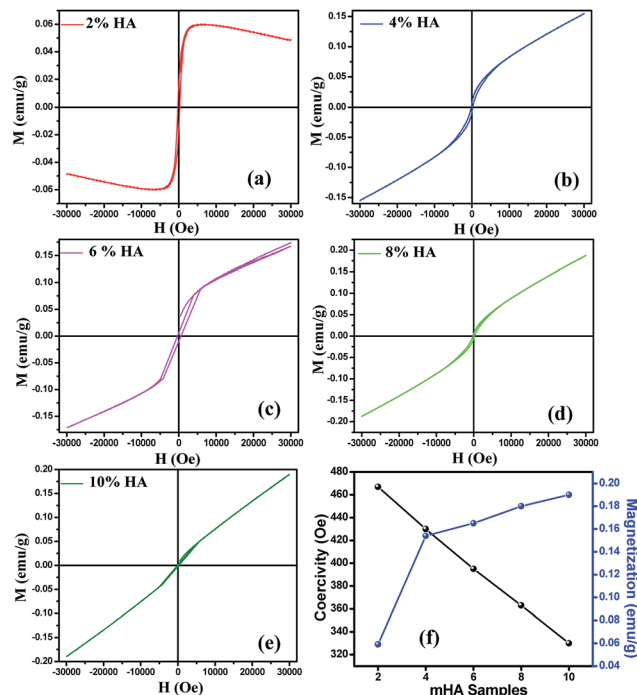 2% HA
M (emu/g)
0.06
0.04
0.02
0.00
-0.02
-0.04
-0.06
(a)
-30000 -20000 -10000 0 10000 20000 30000
H (Oe)
4% HA
M (emu/g)
0.15
0.10
0.05
0.00
-0.05
-0.10
-0.15
(b)
-30000 -20000 -10000 0 10000 20000 30000
H (Oe)
6 % HA
M (emu/g)
0.20
0.15
0.10
0.05
0.00
-0.05
-0.10
-0.15
(c)
-30000 -20000 -10000 0 10000 20000 30000
H (Oe)
8% HA
M (emu/g)
0.20
0.15
0.10
0.05
0.00
-0.05
-0.10
-0.15
-0.20
(d)
-30000 -20000 -10000 0 10000 20000 30000
H (Oe)
10% HA
M (emu/g)
0.20
0.15
0.10
0.05
0.00
-0.05
-0.10
-0.15
-0.20
(e)
-30000 -20000 -10000 0 10000 20000 30000
H (Oe)
Coercivity (Oe)
480
460
440
420
400
380
360
340
320
(f)
2 4 6 8 10
mHA Samples
0.20
0.18
0.16
0.14
0.12
0.10
0.08
0.06
0.04
Magnetization (emu/g)